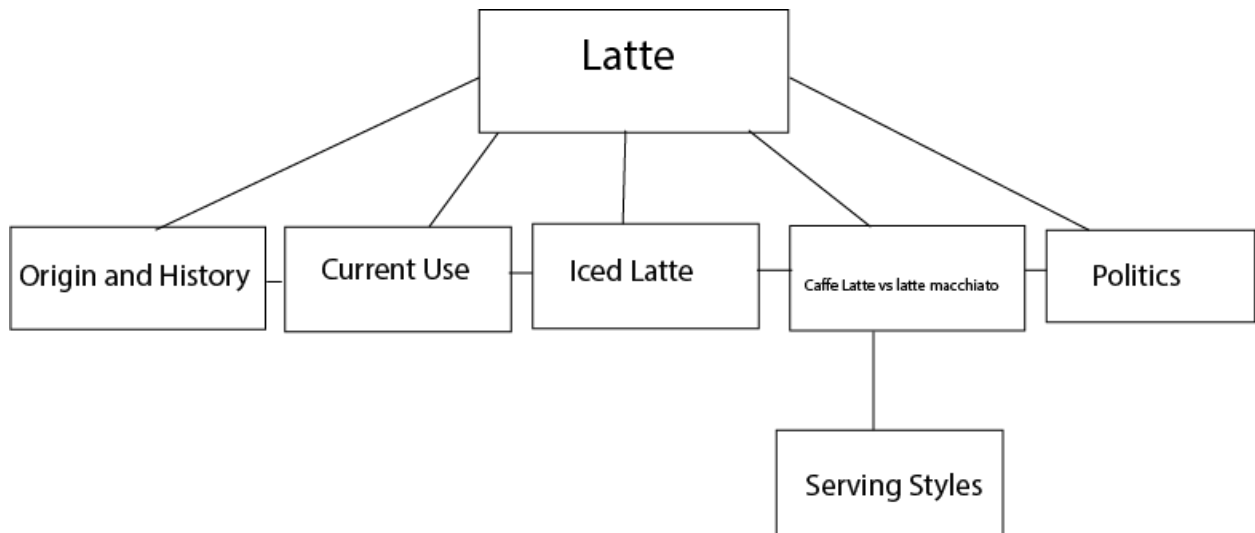 Latte
Origin and History
Current Use
Iced Latte
Caffe Latte vs latte macchiato
Politics
Serving Styles